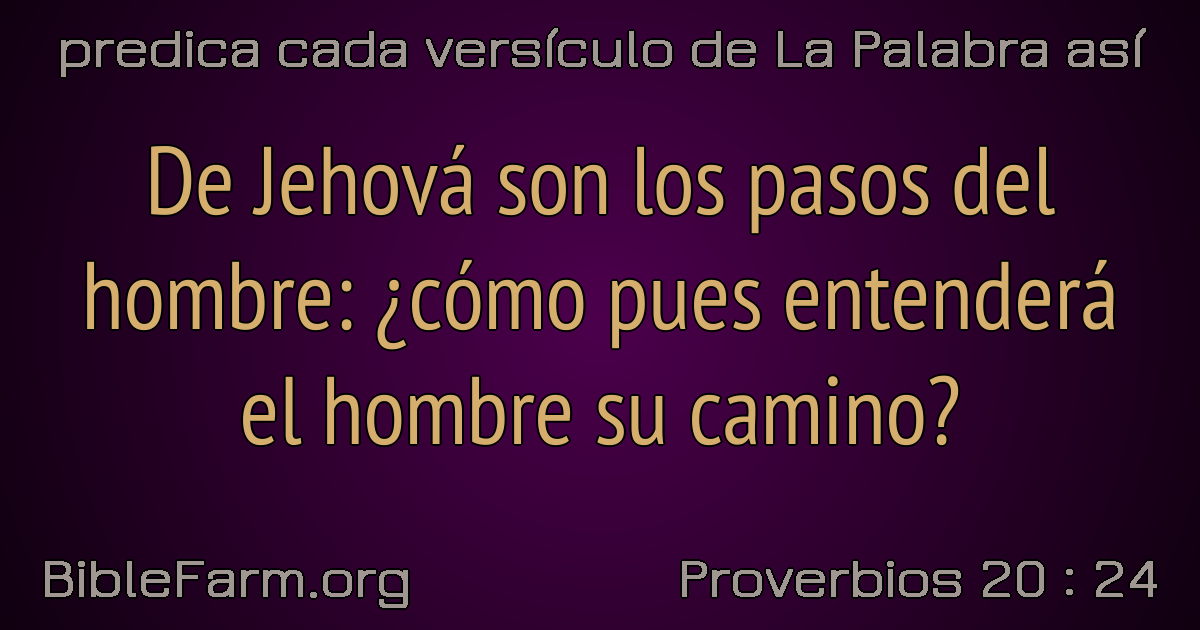 predica cada versículo de La Palabra así
De Jehová son los pasos del
hombre: ¿cómo pues entenderá
el hombre su camino?
BibleFarm.org
Proverbios 20 : 24